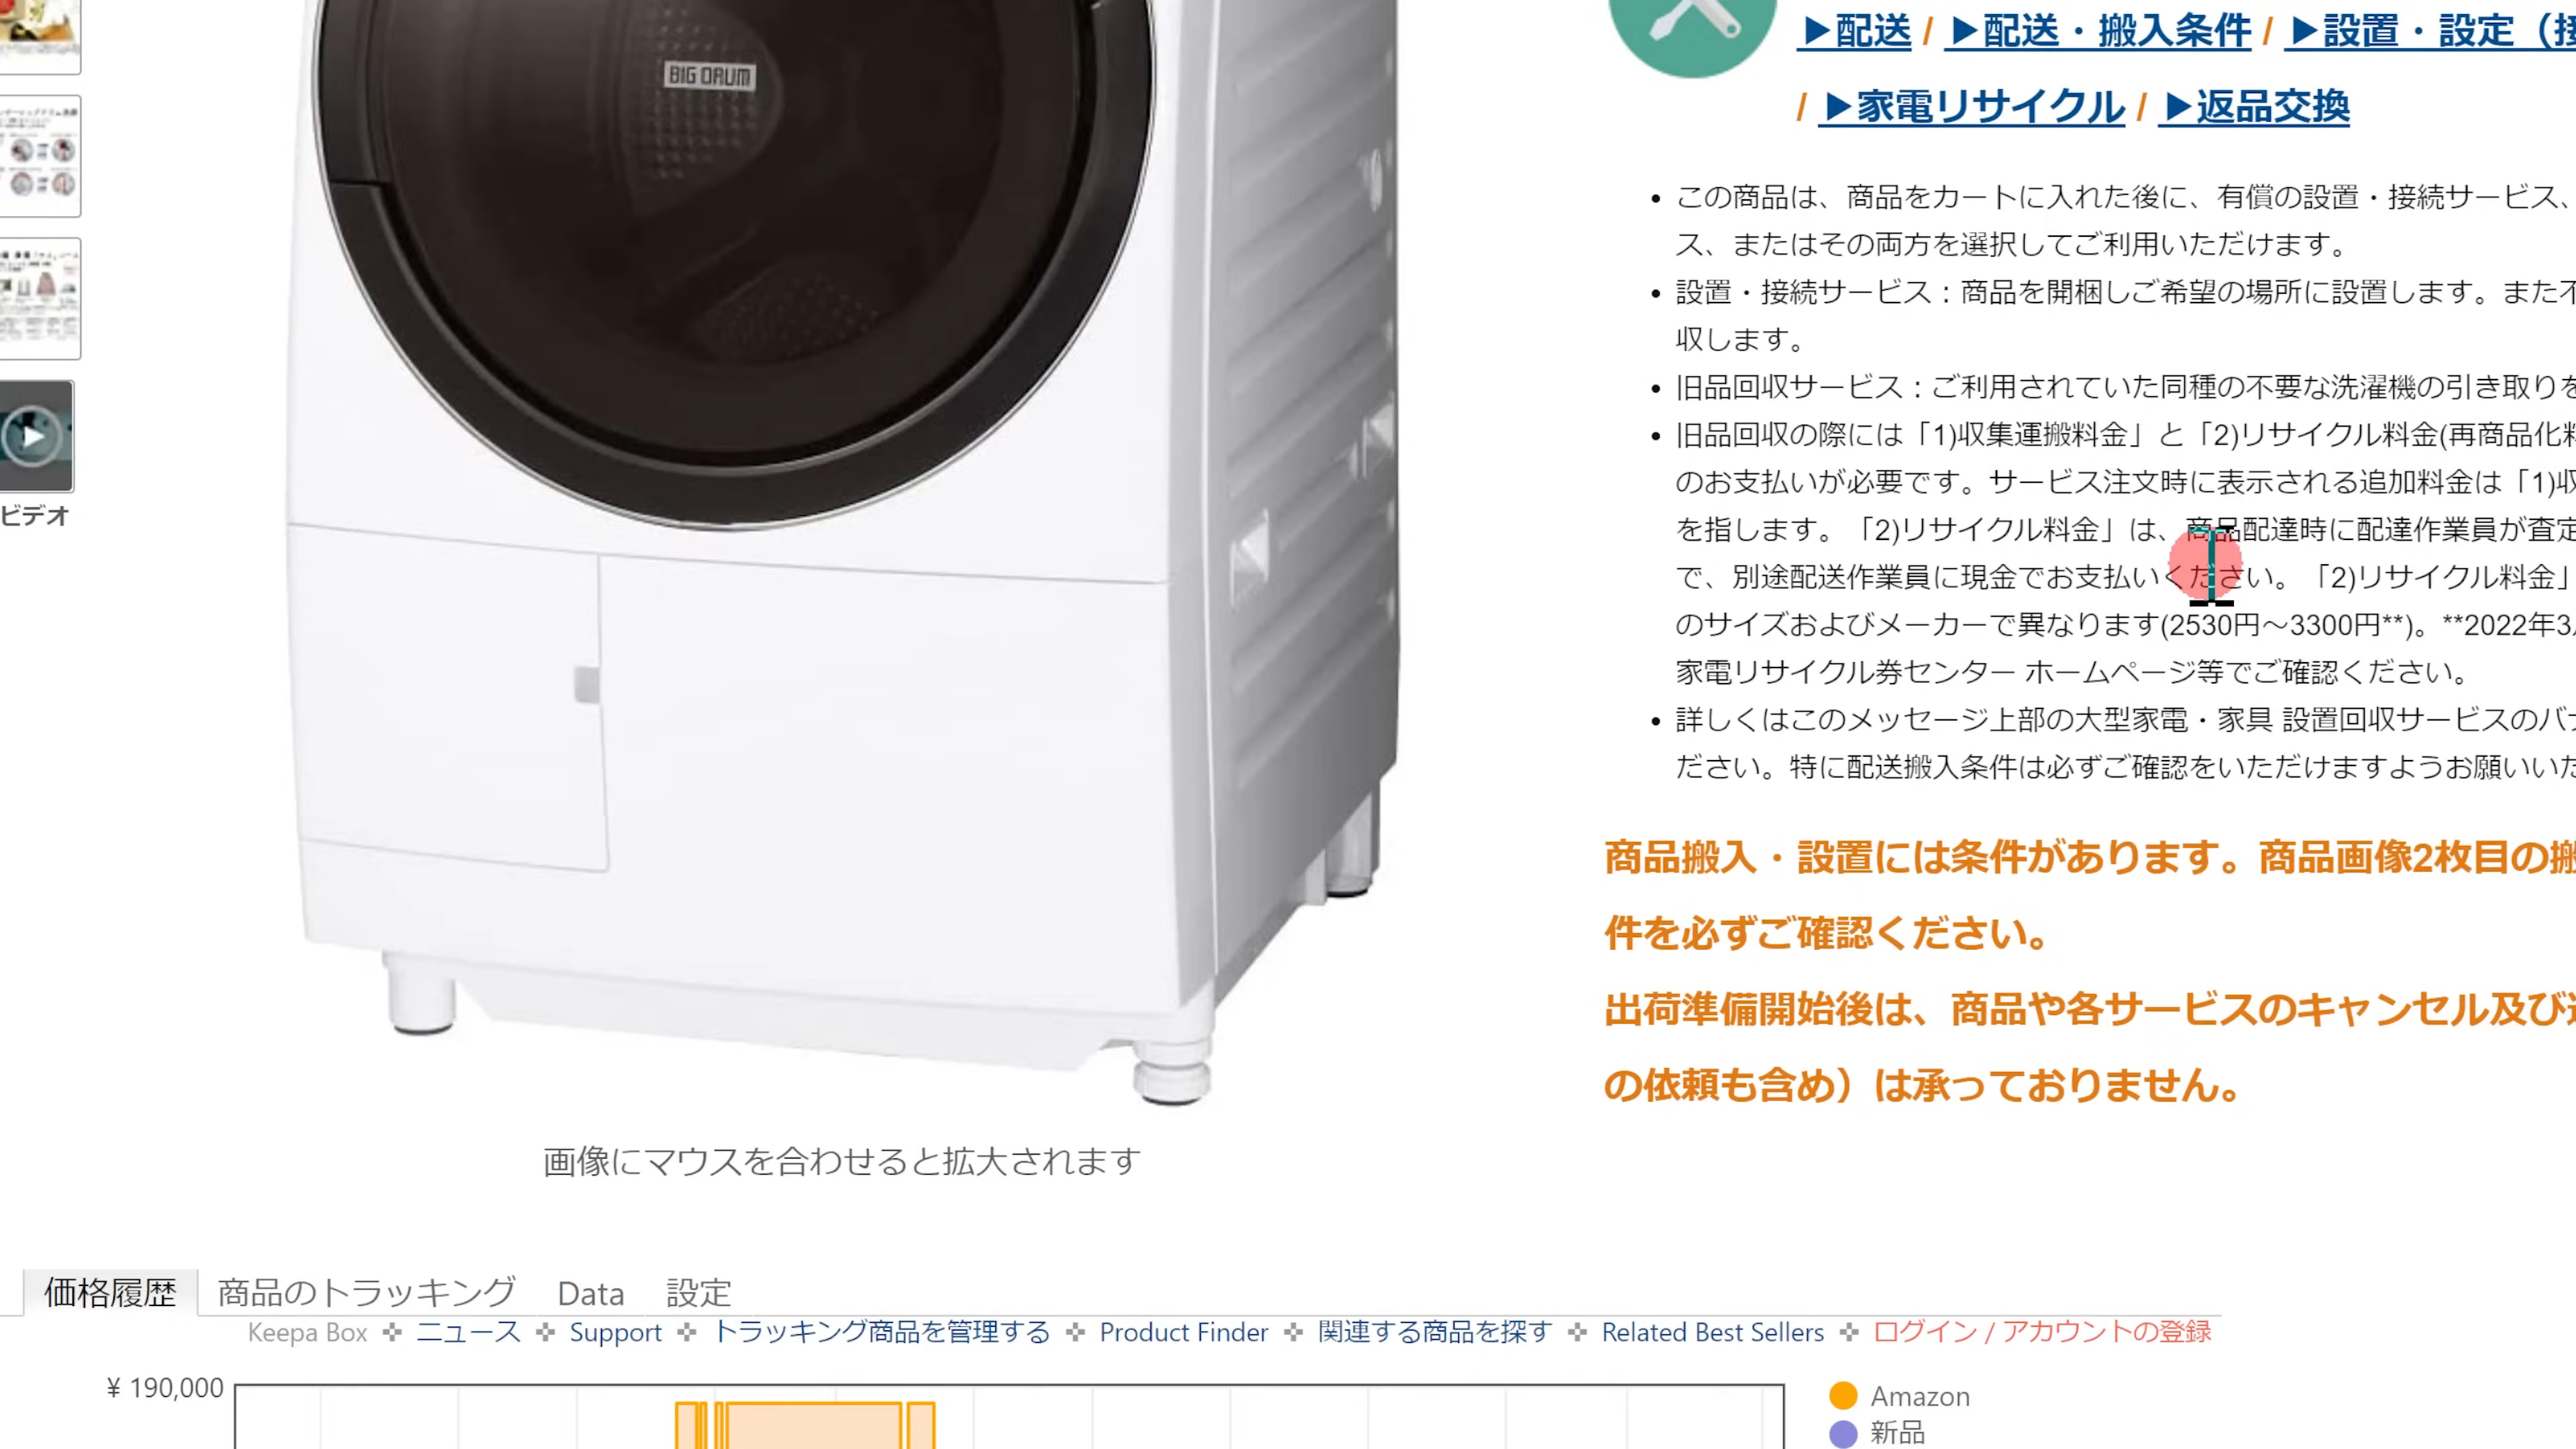 BIG DRUM
▶配送 / ▶配送・搬入条件 / ▶設置・設定（接
/ ▶家電リサイクル / ▶返品交換
• この商品は、商品をカートに入れた後に、有償の設置・接続サービス、
ス、またはその両方を選択してご利用いただけます。
• 設置・接続サービス：商品を開梱しご希望の場所に設置します。また不
収します。
• 旧品回収サービス：ご利用されていた同種の不要な洗濯機の引き取りを
• 旧品回収の際には「1)収集運搬料金」と「2)リサイクル料金(再商品化料
のお支払いが必要です。サービス注文時に表示される追加料金は「1)収
を指します。「2)リサイクル料金」は、商品配達時に配達作業員が査定
で、別途配送作業員に現金でお支払いください。「2)リサイクル料金」
のサイズおよびメーカーで異なります(2530円～3300円**)。**2022年3月
家電リサイクル券センター ホームページ等でご確認ください。
• 詳しくはこのメッセージ上部の大型家電・家具 設置回収サービスのバナ
ださい。特に配送搬入条件は必ずご確認をいただけますようお願いいた
商品搬入・設置には条件があります。商品画像2枚目の搬
件を必ずご確認ください。
出荷準備開始後は、商品や各サービスのキャンセル及び返
の依頼も含め）は承っておりません。
ビデオ
画像にマウスを合わせると拡大されます
価格履歴 商品のトラッキング Data 設定
Keepa Box ニュース Support トラッキング商品を管理する Product Finder 関連する商品を探す Related Best Sellers ログイン / アカウントの登録
¥ 190,000
Amazon
新品